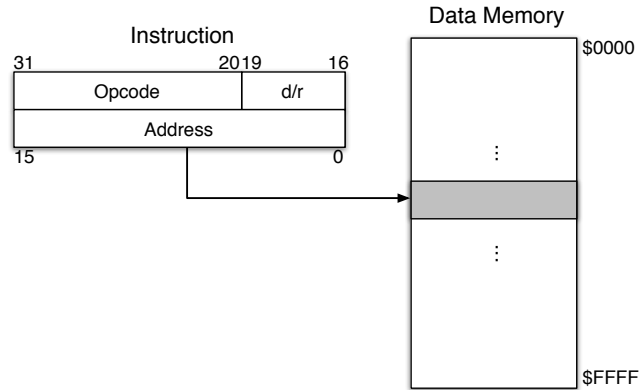 Data Memory
Instruction
$0000
31 20 19 16
Opcode d/r
Address
15 0
⋮
⋮
$FFFF